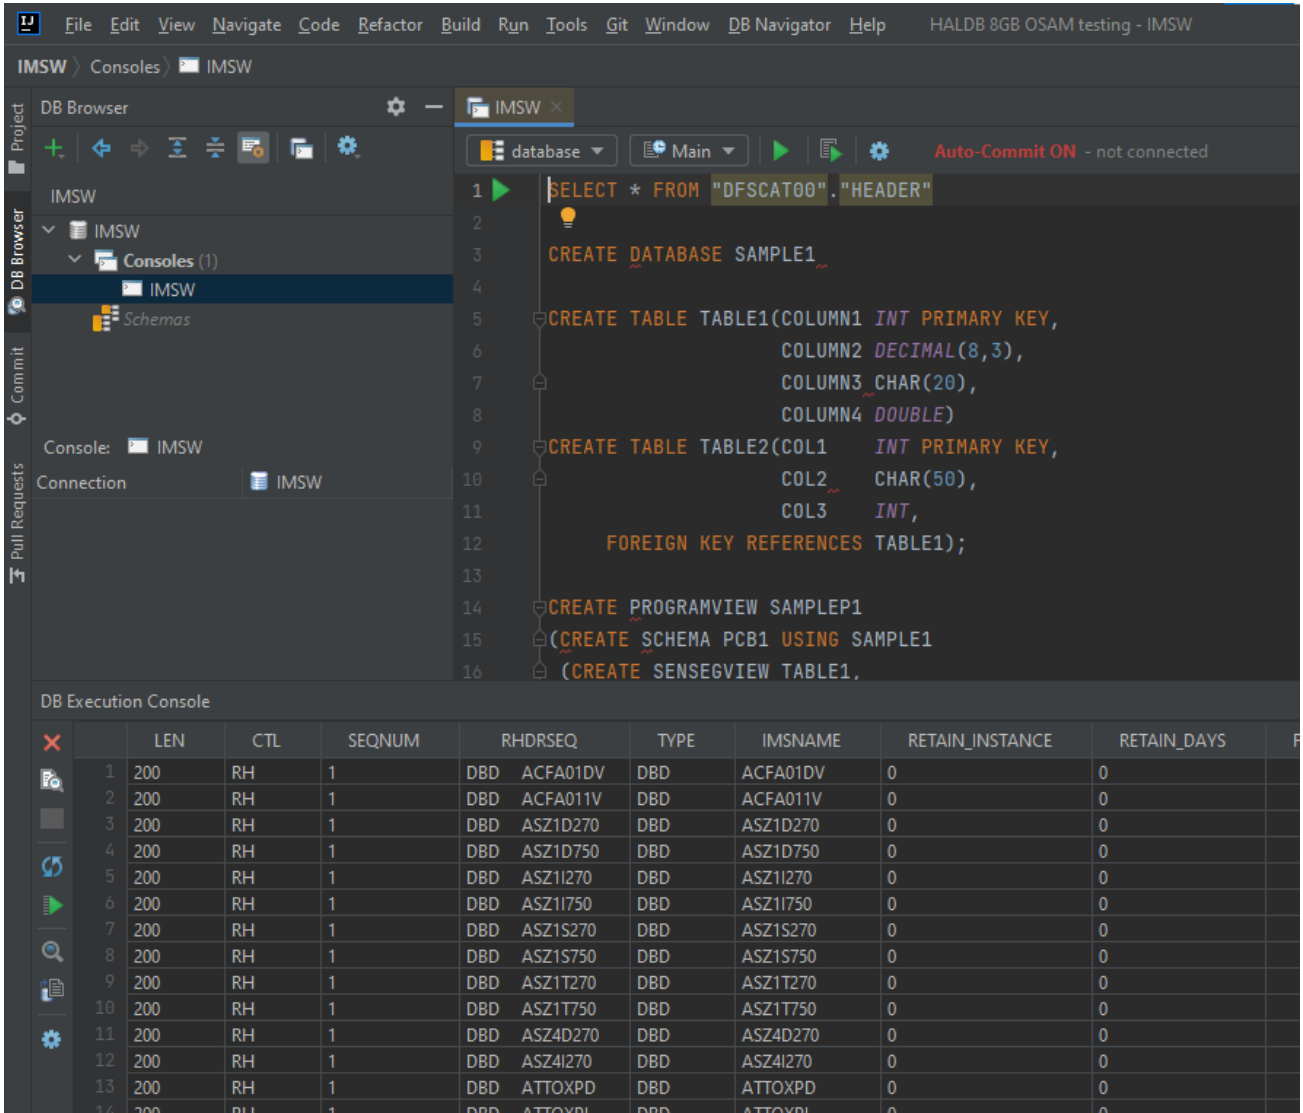 IJ File Edit View Navigate Code Refactor Build Run Tools Git Window DB Navigator Help HALDB 8GB OSAM testing - IMSW
IMSW Consoles IMSW
Project
DB Browser
Commit
Pull Requests
DB Browser
IMSW
IMSW
Consoles (1)
IMSW
Schemas
Console: IMSW
Connection IMSW
IMSW
database Main Auto-Commit ON - not connected
1 SELECT * FROM "DFSCAT00"."HEADER"
2
3 CREATE DATABASE SAMPLE1
4
5 CREATE TABLE TABLE1(COLUMN1 INT PRIMARY KEY,
6 COLUMN2 DECIMAL(8,3),
7 COLUMN3 CHAR(20),
8 COLUMN4 DOUBLE)
9 CREATE TABLE TABLE2(COL1 INT PRIMARY KEY,
10 COL2 CHAR(50),
11 COL3 INT,
12 FOREIGN KEY REFERENCES TABLE1);
13
14 CREATE PROGRAMVIEW SAMPLEP1
15 (CREATE SCHEMA PCB1 USING SAMPLE1
16 (CREATE SENSEGVIEW TABLE1,
DB Execution Console
LEN CTL SEQNUM RHDRSEQ TYPE IMSNAME RETAIN_INSTANCE RETAIN_DAYS
1 200 RH 1 DBD ACFA01DV DBD ACFA01DV 0 0
2 200 RH 1 DBD ACFA011V DBD ACFA011V 0 0
3 200 RH 1 DBD ASZ1D270 DBD ASZ1D270 0 0
4 200 RH 1 DBD ASZ1D750 DBD ASZ1D750 0 0
5 200 RH 1 DBD ASZ1I270 DBD ASZ1I270 0 0
6 200 RH 1 DBD ASZ1I750 DBD ASZ1I750 0 0
7 200 RH 1 DBD ASZ1S270 DBD ASZ1S270 0 0
8 200 RH 1 DBD ASZ1S750 DBD ASZ1S750 0 0
9 200 RH 1 DBD ASZ1T270 DBD ASZ1T270 0 0
10 200 RH 1 DBD ASZ1T750 DBD ASZ1T750 0 0
11 200 RH 1 DBD ASZ4D270 DBD ASZ4D270 0 0
12 200 RH 1 DBD ASZ4I270 DBD ASZ4I270 0 0
13 200 RH 1 DBD ATTOXPD DBD ATTOXPD 0 0